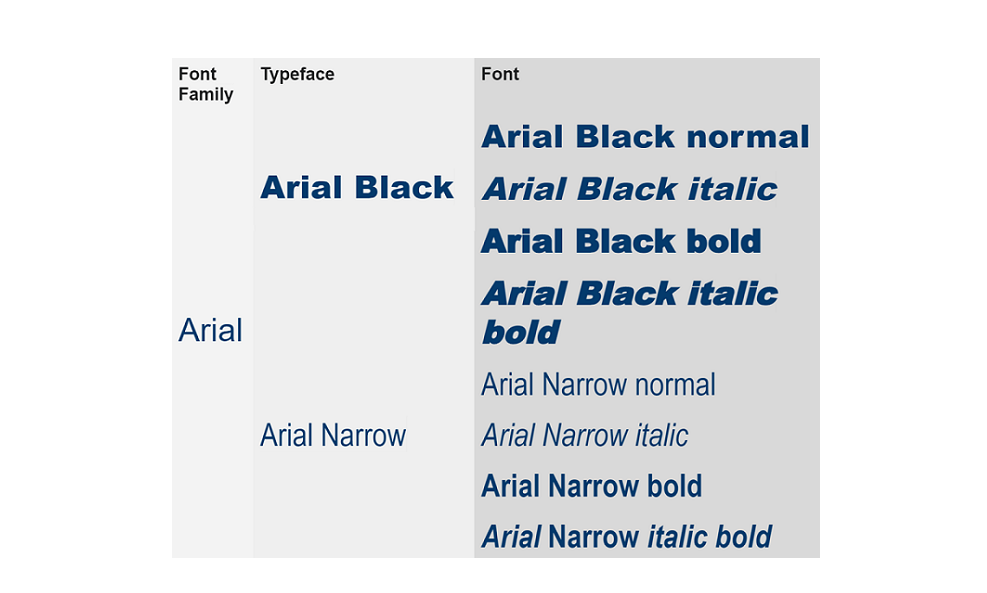 Font
Family
Typeface
Font
Arial
Arial Black
Arial Black normal
Arial Black italic
Arial Black bold
Arial Black italic
bold
Arial Narrow
Arial Narrow normal
Arial Narrow italic
Arial Narrow bold
Arial Narrow italic bold